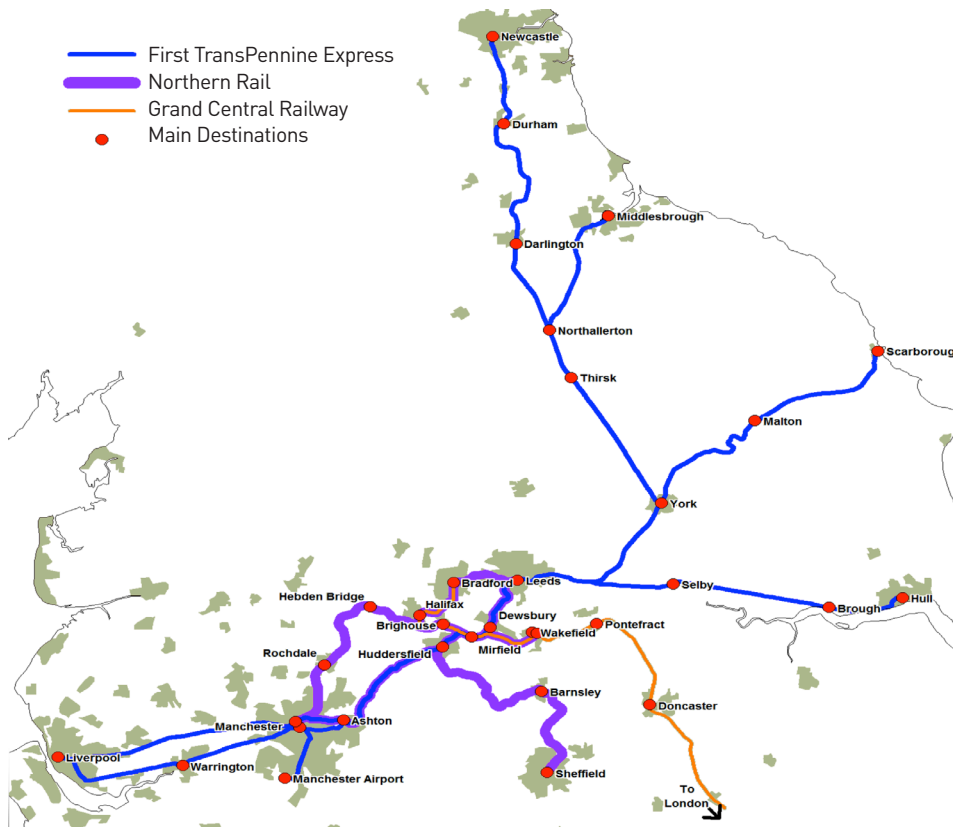 First TransPennine Express
Northern Rail
Grand Central Railway
Main Destinations
Newcastle
Durham
Middlesbrough
Darlington
Northallerton
Scarboroug
Thirsk
Malton
York
Bradford
Leeds
Selby
Hebden Bridge
Halifax
Hull
Brough
Dewsbury
Brighouse
Pontefract
Wakefield
Huddersfield
Mirfield
Rochdale
Barnsley
Doncaster
Manchester
Ashton
Liverpool
Warrington
Manchester Airport
Sheffield
To
London